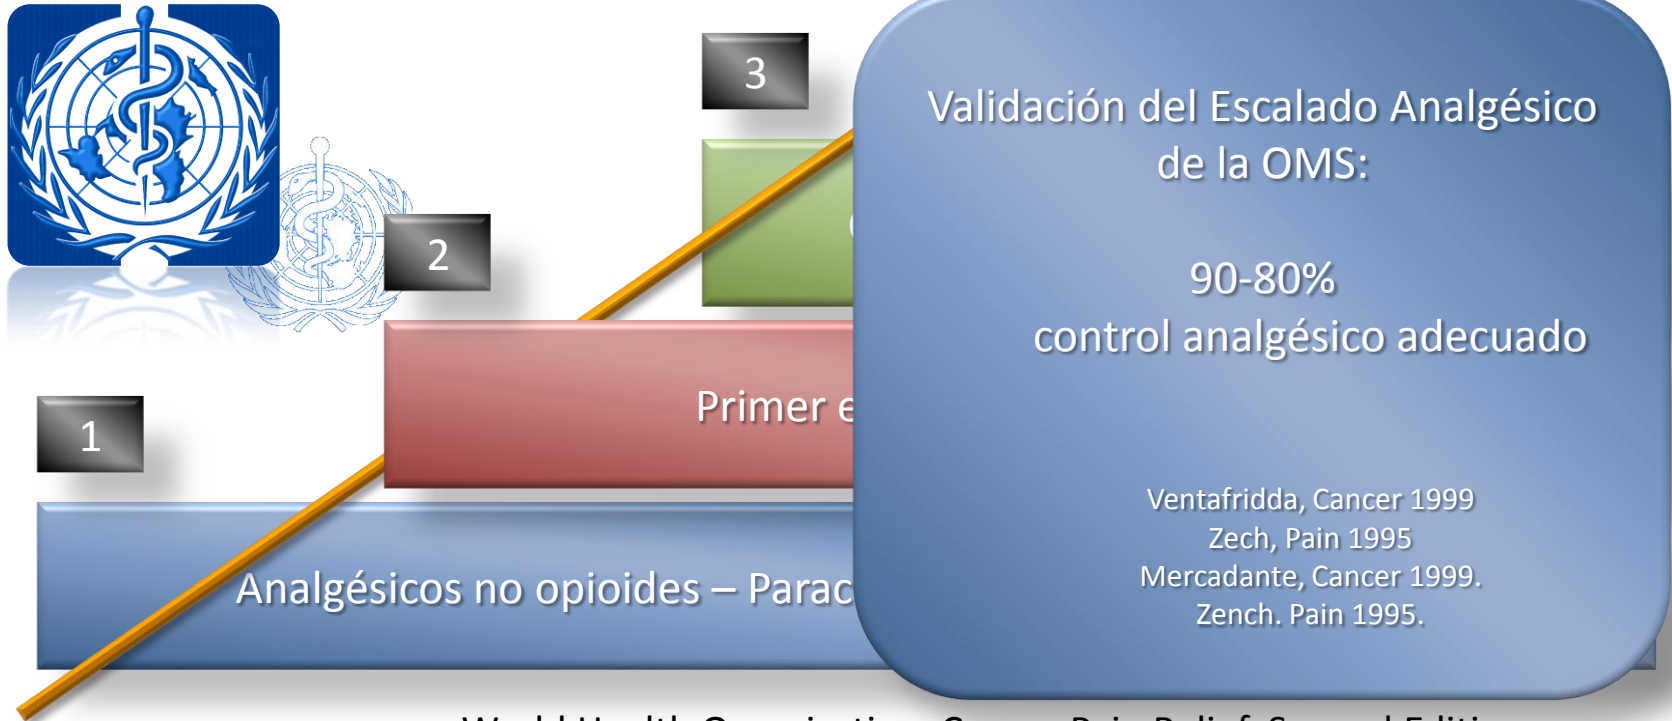 3
Validación del Escalado Analgésico
de la OMS:
2
90-80%
control analgésico adecuado
Primer e
1
Ventafridda, Cancer 1999
Zech, Pain 1995
Mercadante, Cancer 1999.
Zench. Pain 1995.
Analgésicos no opioides – Parac